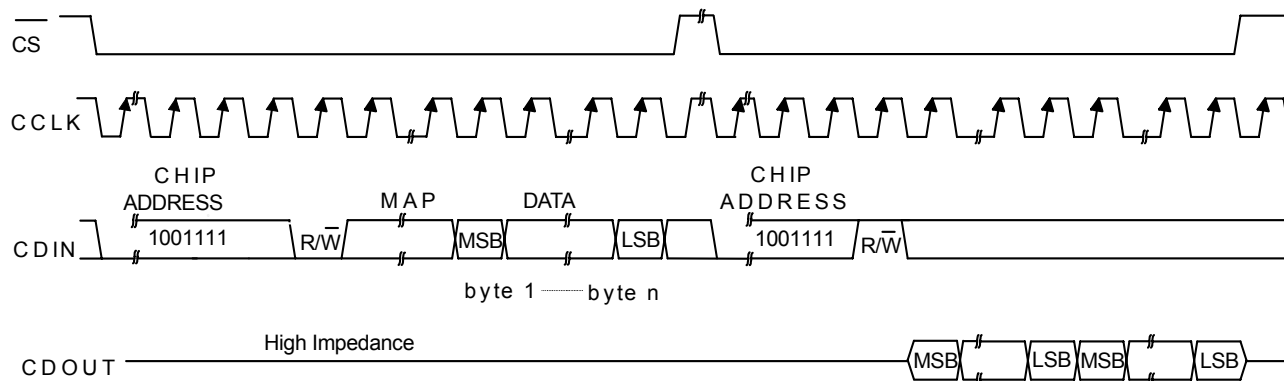 CS
CCLK
CHIP
ADDRESS
MAP
DATA
CHIP
ADDRESS
CDIN
1001111
R/W
MSB
LSB
1001111
R/W
byte 1 byte n
High Impedance
CDOUT
MSB
LSB
MSB
LSB